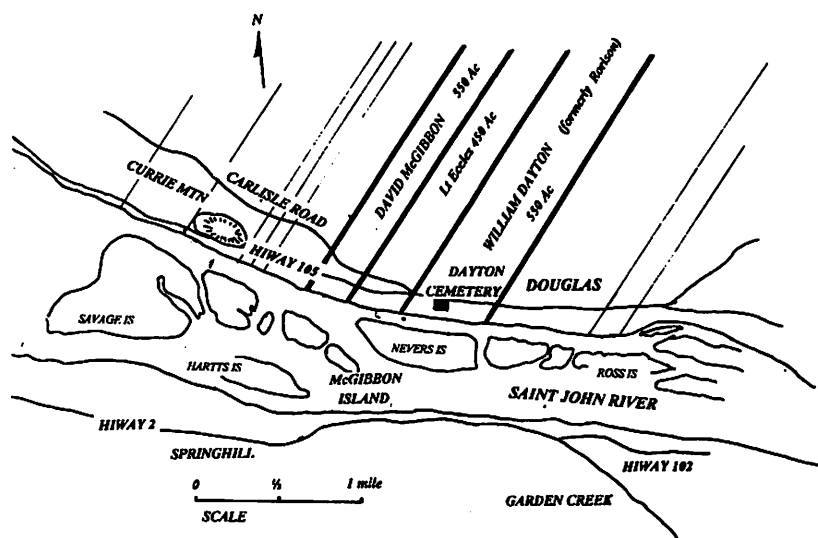 N
DAVID McGIBBON 550 Ac
Lt Eccles 450 Ac
WILLIAM DAYTON (formerly Rorison)
550 Ac
CURRIE MTN
CARLISLE ROAD
HIWAY 105
DAYTON
CEMETERY
DOUGLAS
SAVAGE IS
HARTTS IS
McGIBBON
ISLAND
NEVERS IS
ROSS IS
SAINT JOHN RIVER
HIWAY 2
SPRINGHILL
HIWAY 102
GARDEN CREEK
0 ½ 1 mile
SCALE